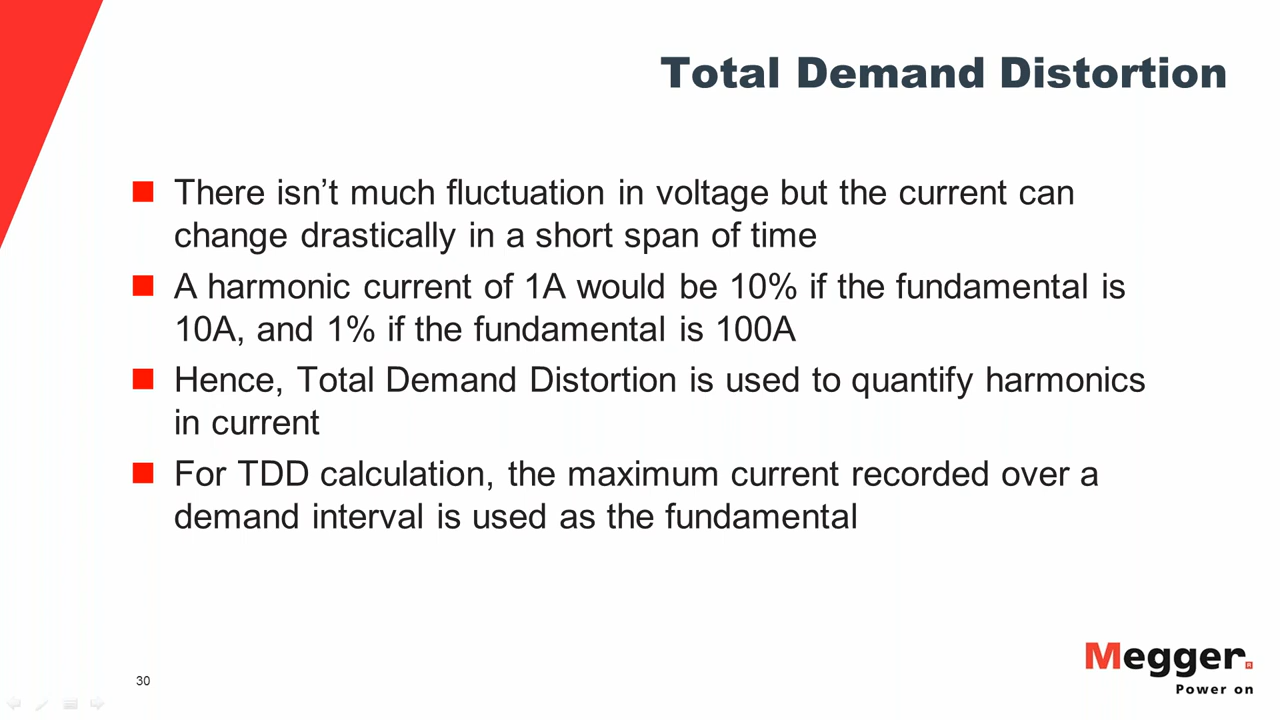 Total Demand Distortion
There isn’t much fluctuation in voltage but the current can
change drastically in a short span of time
A harmonic current of 1A would be 10% if the fundamental is
10A, and 1% if the fundamental is 100A
Hence, Total Demand Distortion is used to quantify harmonics
in current
For TDD calculation, the maximum current recorded over a
demand interval is used as the fundamental
Megger.
Power on
30